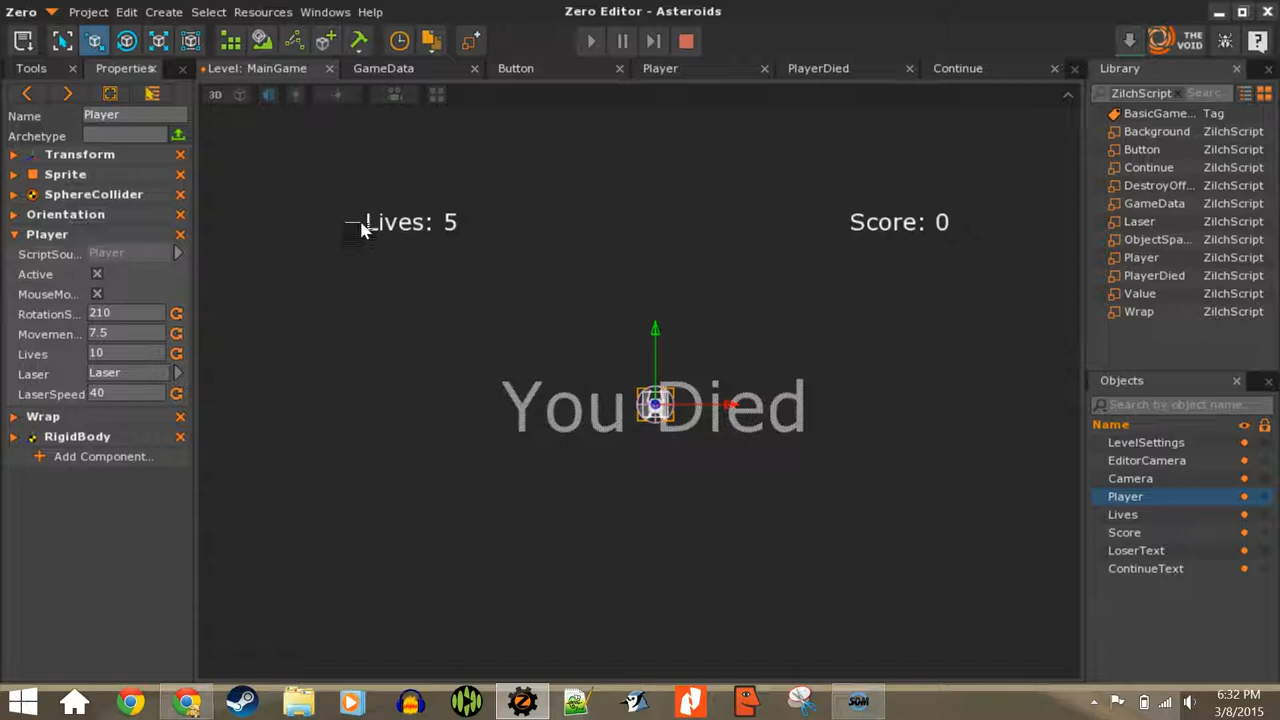 Zero Project Edit Create Select Resources Windows Help
Zero Editor - Asteroids
THE VOID
Tools Properties Level: MainGame GameData Button Player PlayerDied Continue Library
3D
ZilchScript Searc
Name Player
Archetype
Transform
Sprite
SphereCollider
Orientation
Player
ScriptSou... Player
Active
MouseMo...
RotationS... 210
Movemen... 7.5
Lives 10
Laser Laser
LaserSpeed 40
Wrap
RigidBody
Add Component...
Lives: 5
Score: 0
You Died
BasicGame... Tag
Background ZilchScript
Button ZilchScript
Continue ZilchScript
DestroyOff... ZilchScript
GameData ZilchScript
Laser ZilchScript
ObjectSpa... ZilchScript
Player ZilchScript
PlayerDied ZilchScript
Value ZilchScript
Wrap ZilchScript
Objects
Search by object name...
Name
LevelSettings
EditorCamera
Camera
Player
Lives
Score
LoserText
ContinueText
SOM
6:32 PM
3/8/2015